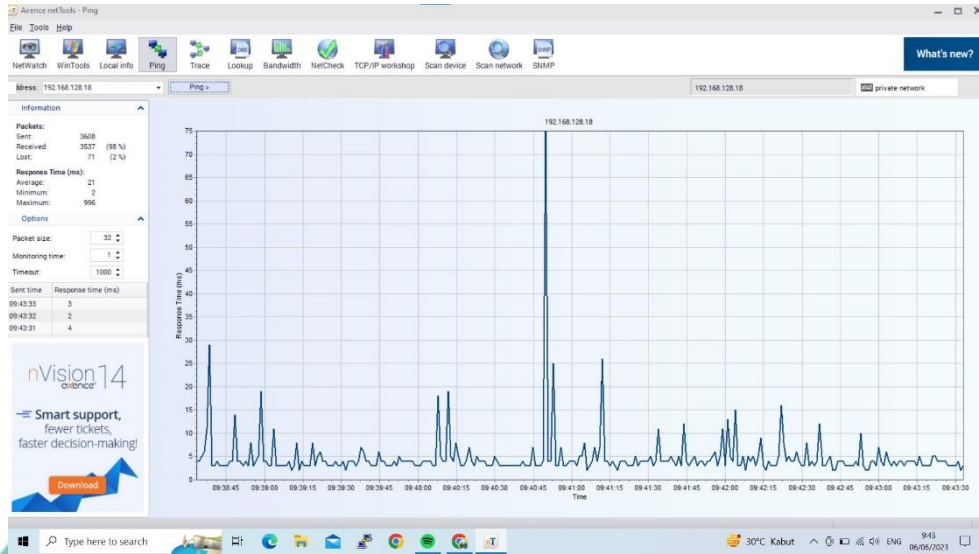 Axence netTools - Ping
File Tools Help
NetWatch WinTools Local info Ping Trace Lookup Bandwidth NetCheck TCP/IP workshop Scan device Scan network SNMP
DNS
SNMP
What's new?
ddress: 192.168.128.18 Ping > 192.168.128.18 private network
Information
Packets:
Sent: 3608
Received: 3537 (98 %)
Lost: 71 (2 %)
Response Time (ms):
Average: 21
Minimum: 2
Maximum: 996
Options
Packet size: 32
Monitoring time: 1
Timeout: 1000
Sent time Response time (ms)
09:43:33 3
09:43:32 2
09:43:31 4
nVision 14
axence
Smart support,
fewer tickets,
faster decision-making!
Download
192.168.128.18
75
70
65
60
55
50
45
40
35
30
25
20
15
10
5
0
Response Time (ms)
09:38:45 09:39:00 09:39:15 09:39:30 09:39:45 09:40:00 09:40:15 09:40:30 09:40:45 09:41:00 09:41:15 09:41:30 09:41:45 09:42:00 09:42:15 09:42:30 09:42:45 09:43:00 09:43:15 09:43:30
Time
Type here to search
30°C Kabut
ENG
9:43
06/06/2023